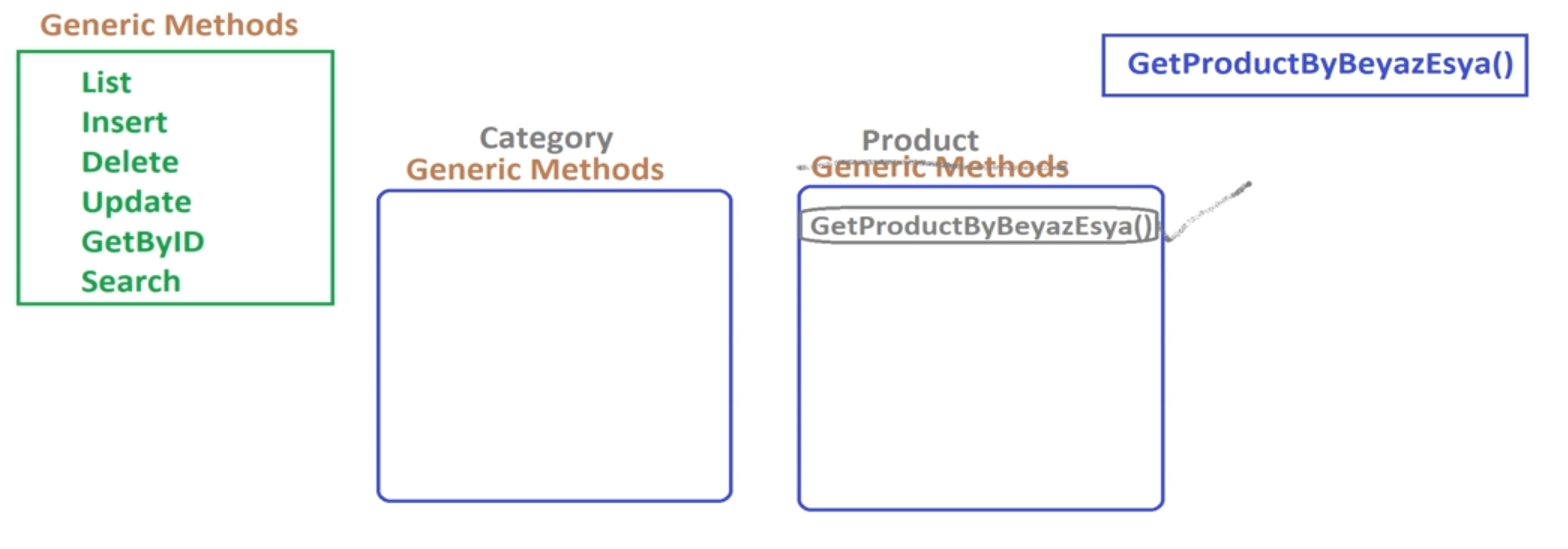 Generic Methods
List
Insert
Delete
Update
GetByID
Search
Category
Generic Methods
Product
Generic Methods
GetProductByBeyazEsya()
GetProductByBeyazEsya()